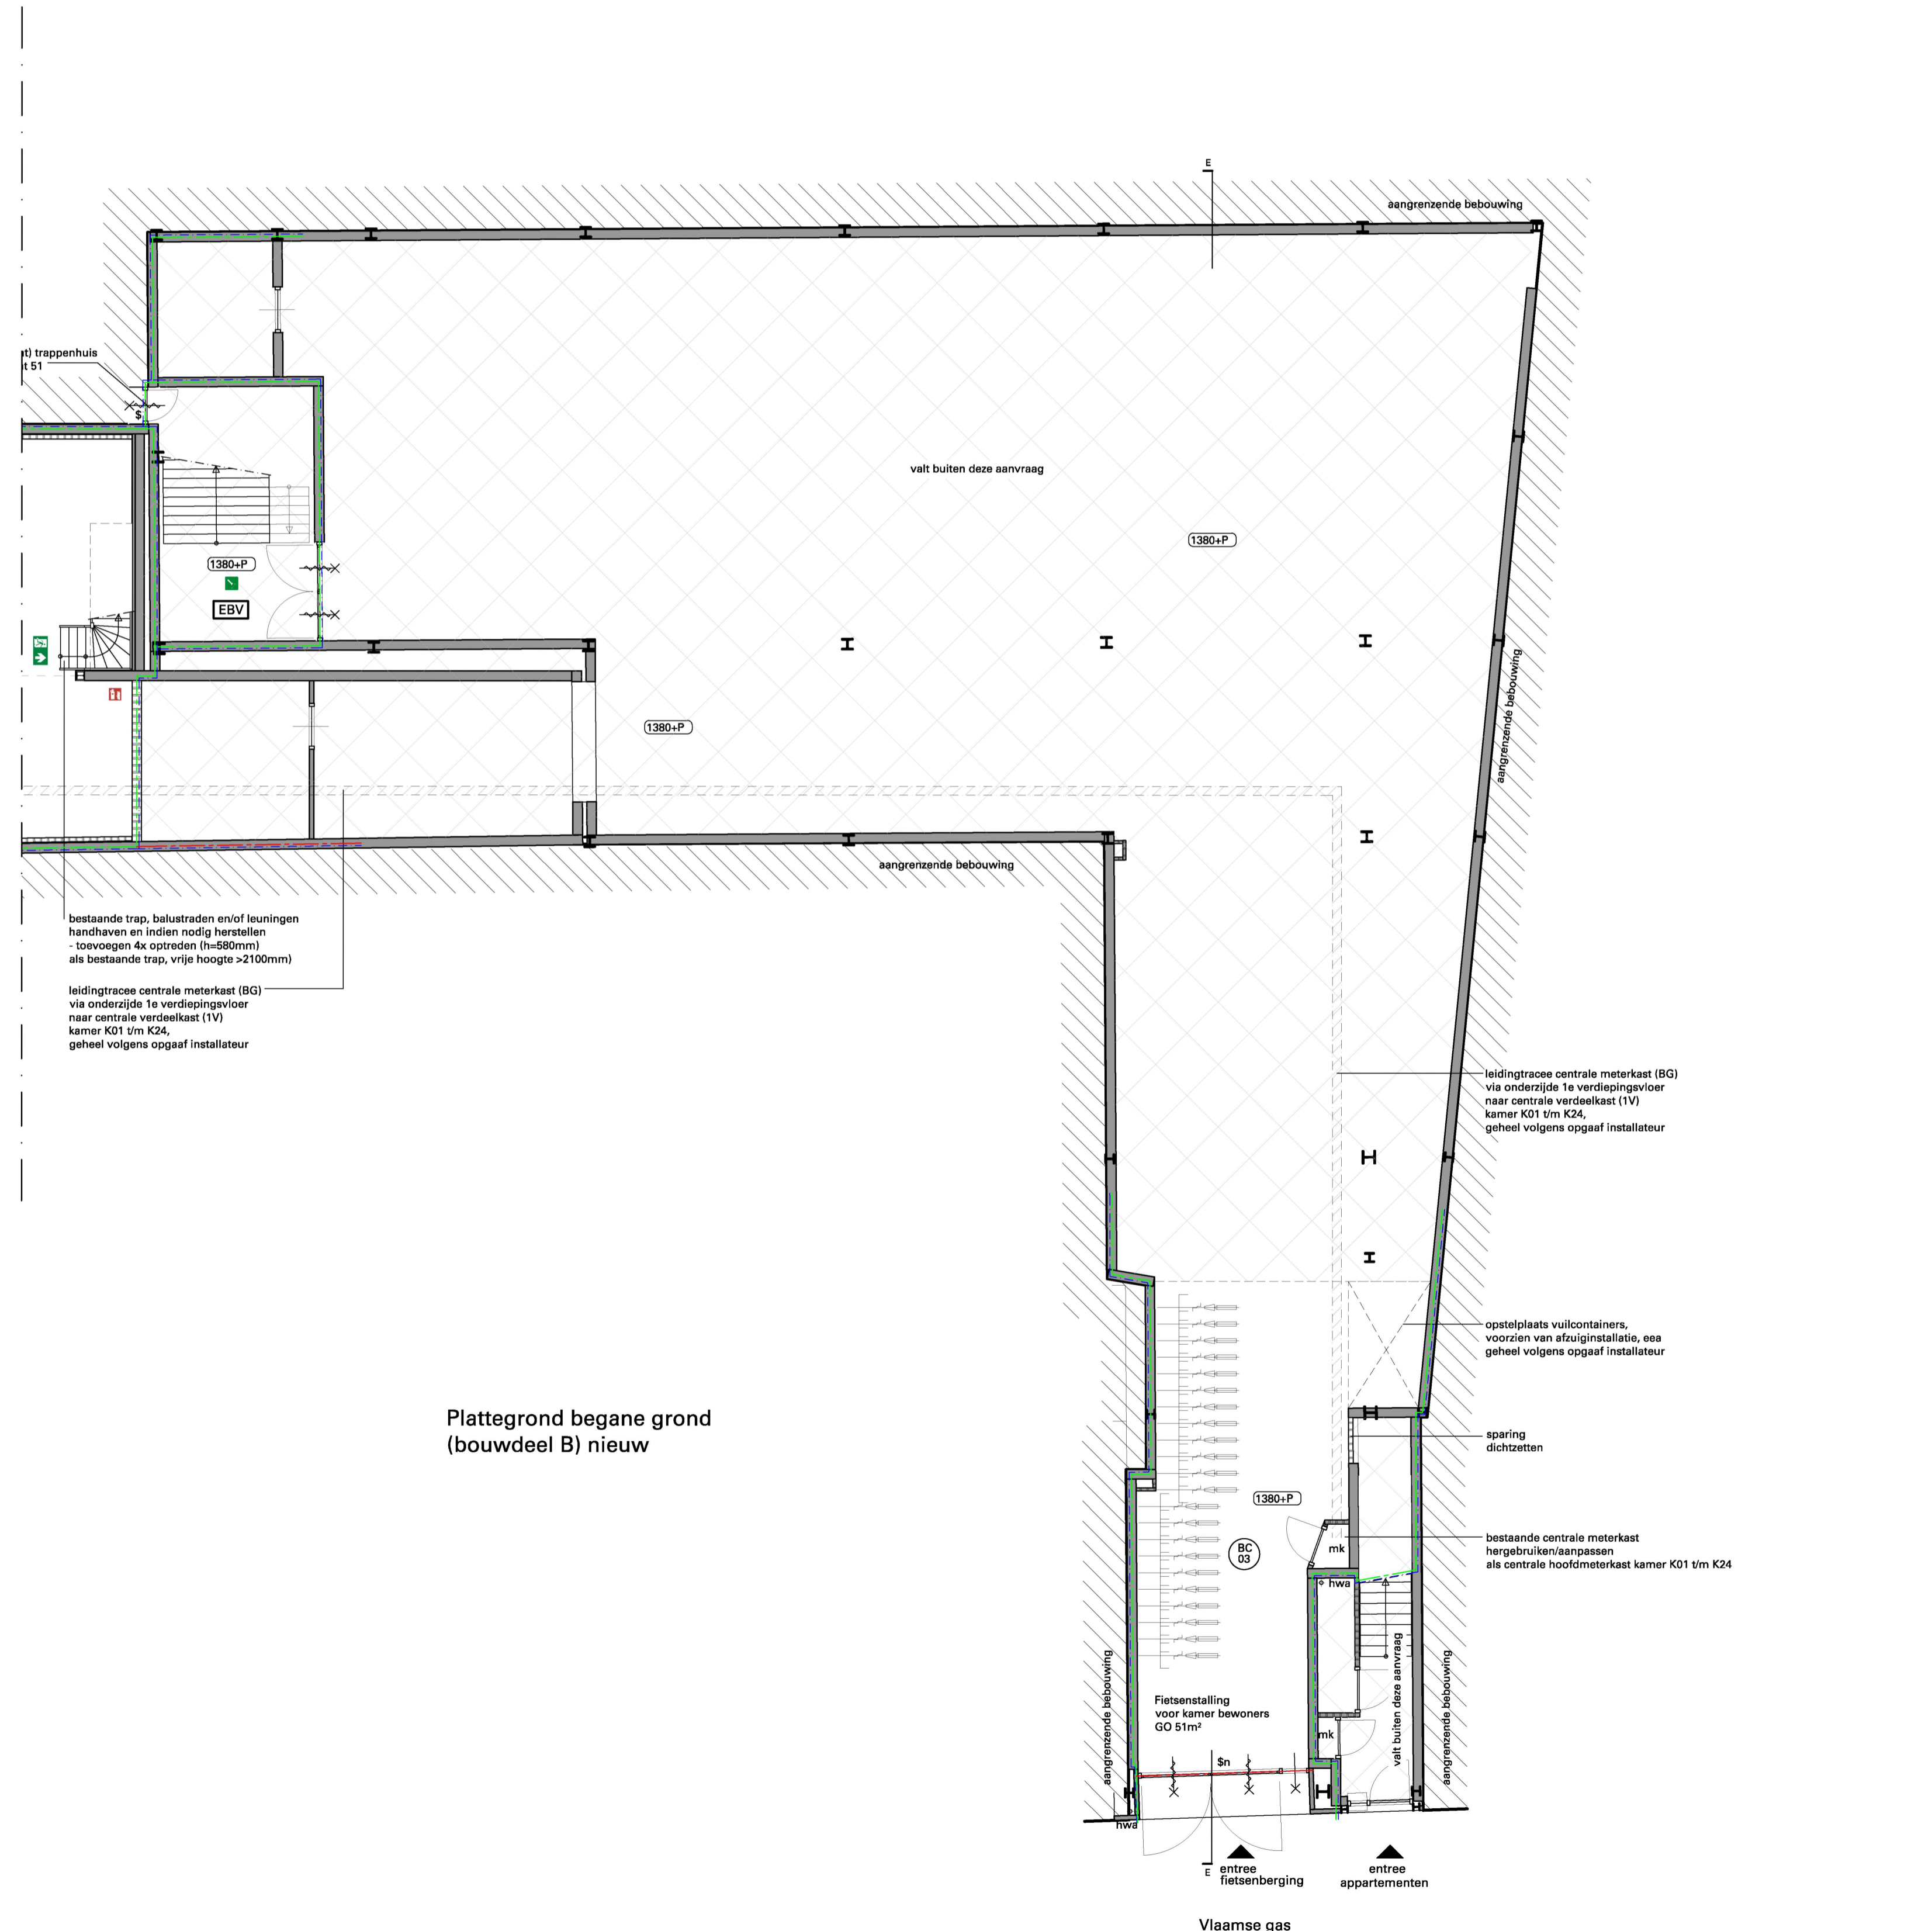 E
aangrenzende bebouwing
t) trappenhuis
t 51
$
valt buiten deze aanvraag
1380+P
1380+P
EBV
aangrenzende bebouwing
1380+P
aangrenzende bebouwing
bestaande trap, balustraden en/of leuningen
handhaven en indien nodig herstellen
- toevoegen 4x optreden (h=580mm)
als bestaande trap, vrije hoogte >2100mm)
leidingtracee centrale meterkast (BG)
via onderzijde 1e verdiepingsvloer
naar centrale verdeelkast (1V)
kamer K01 t/m K24,
geheel volgens opgaaf installateur
leidingtracee centrale meterkast (BG)
via onderzijde 1e verdiepingsvloer
naar centrale verdeelkast (1V)
kamer K01 t/m K24,
geheel volgens opgaaf installateur
opstelplaats vuilcontainers,
voorzien van afzuiginstallatie, eea
geheel volgens opgaaf installateur
Plattegrond begane grond
(bouwdeel B) nieuw
sparing
dichtzetten
1380+P
BC
03
mk
bestaande centrale meterkast
hergebruiken/aanpassen
als centrale hoofdmeterkast kamer K01 t/m K24
hwa
aangrenzende bebouwing
valt buiten deze aanvraag
aangrenzende bebouwing
Fietsenstalling
voor kamer bewoners
GO 51m²
mk
$n
hwa
E
entree
fietsenberging
entree
appartementen
Vlaamse gas